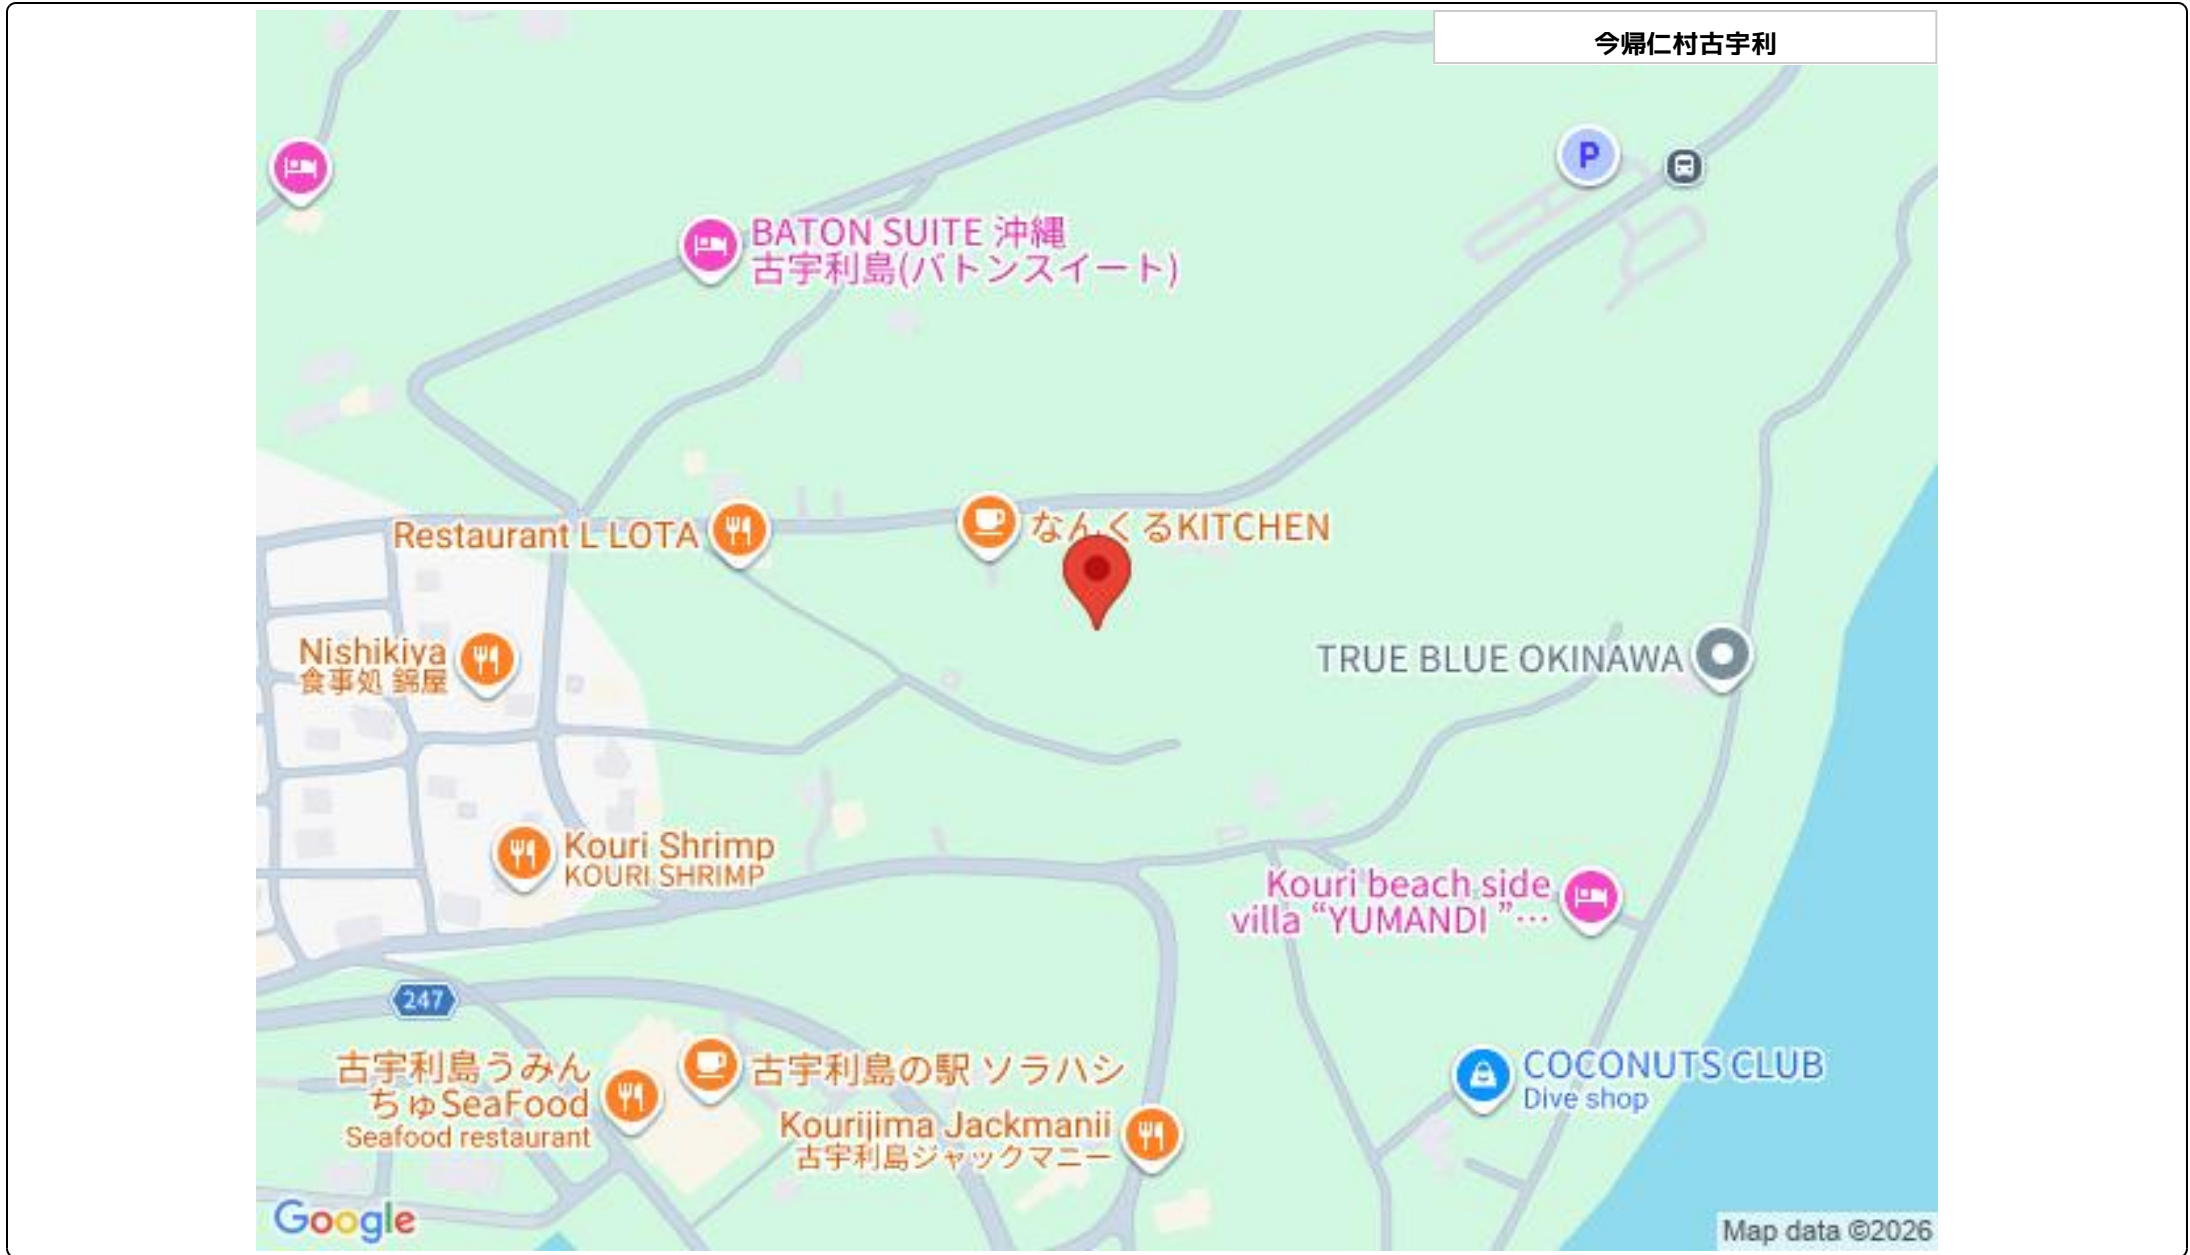 今帰仁村古宇利
P
BATON SUITE 沖縄
古宇利島(バトンスイート)
Restaurant L LOTA
なんくるKITCHEN
Nishikiya
食事処 錦屋
TRUE BLUE OKINAWA
Kouri Shrimp
KOURI SHRIMP
Kouri beach side
villa “YUMANDI ”…
247
古宇利島うみん
ちゅSeaFood
Seafood restaurant
古宇利島の駅 ソラハシ
COCONUTS CLUB
Dive shop
Kourijima Jackmanii
古宇利島ジャックマニー
Google
Map data ©2026